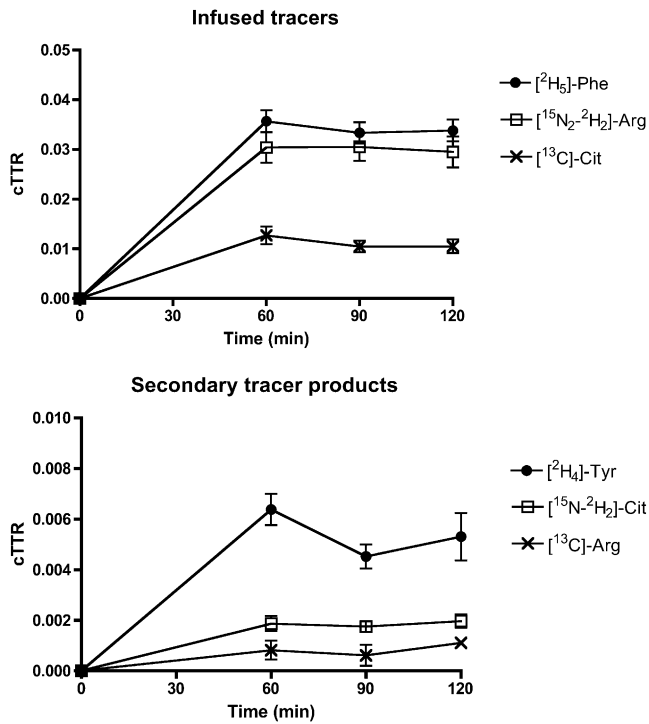 Infused tracers
0.05
0.04
0.03
0.02
0.01
0.00
cTTR
0 30 60 90 120
Time (min)
[²H₅]-Phe
[¹⁵N₂-²H₂]-Arg
[¹³C]-Cit
Secondary tracer products
0.010
0.008
0.006
0.004
0.002
0.000
cTTR
0 30 60 90 120
Time (min)
[²H₄]-Tyr
[¹⁵N-²H₂]-Cit
[¹³C]-Arg